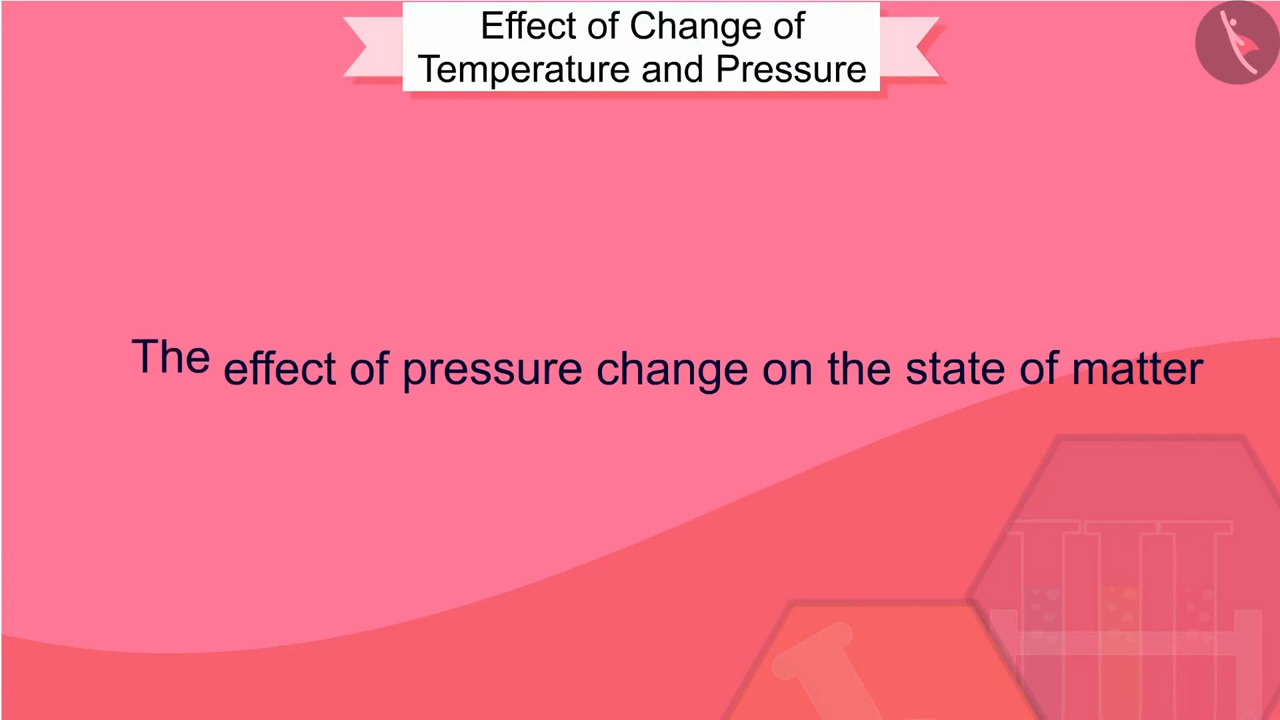 Effect of Change of
Temperature and Pressure
The effect of pressure change on the state of matter